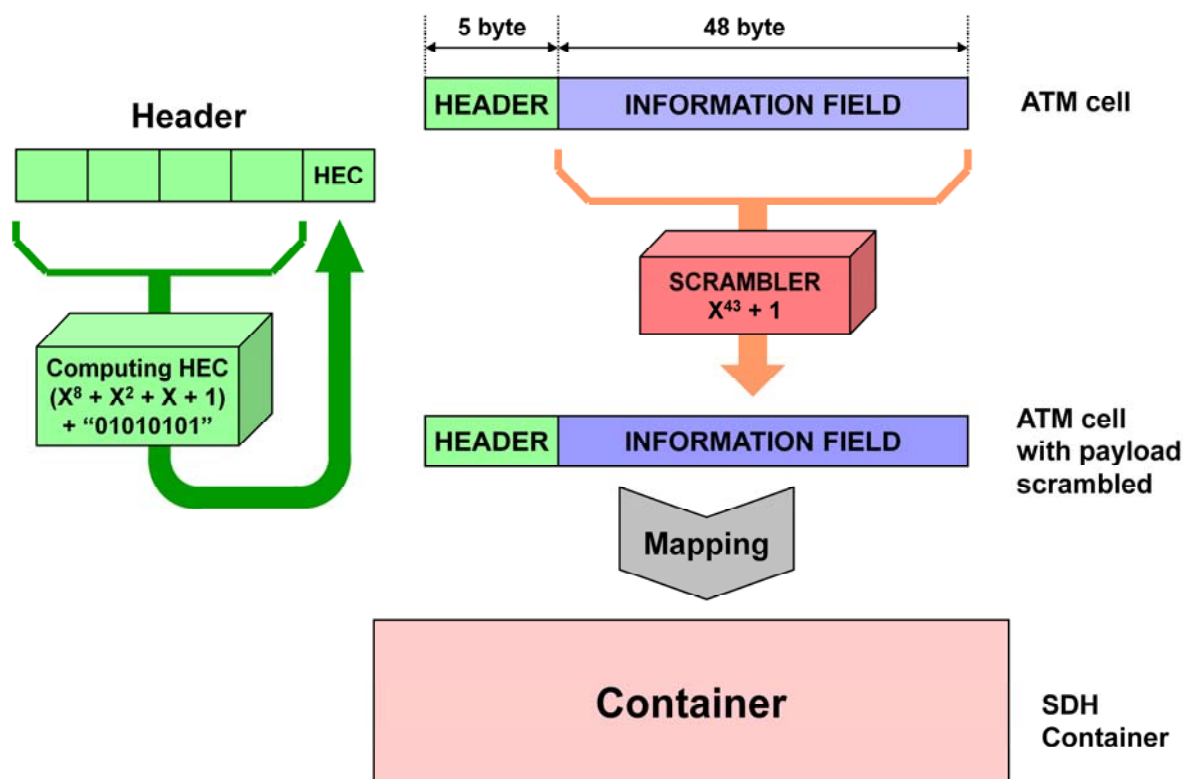 5 byte
48 byte
HEADER
INFORMATION FIELD
ATM cell
Header
HEC
SCRAMBLER
X⁴³ + 1
Computing HEC
(X⁸ + X² + X + 1)
+ “01010101”
HEADER
INFORMATION FIELD
ATM cell
with payload
scrambled
Mapping
Container
SDH
Container